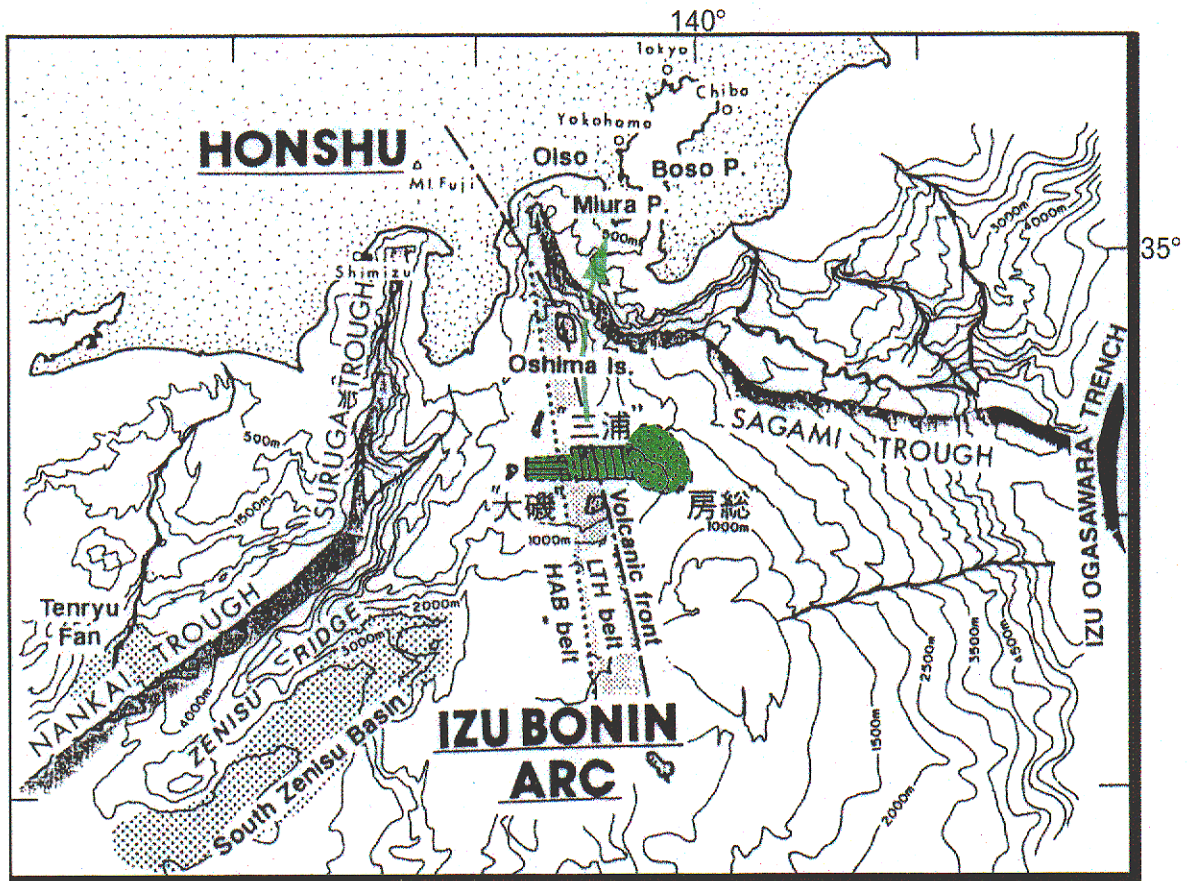 140°
Tokyo
Chiba
Yokohama
HONSHU
Oiso
Boso P.
Mt. Fuji
Miura P.
500m
35°
Shimizu
SURUGA TROUGH
Oshima Is.
"三浦"
SAGAMI TROUGH
3000m
4000m
IZU OGASAWARA TRENCH
500m
1500m
"大磯"
"房総"
1000m
1000m
Volcanic front
LTH belt
HAB belt
Tenryu
Fan
NANKAI TROUGH
2000m
3000m
4000m
ZENISU RIDGE
South Zenisu Basin
IZU BONIN
ARC
1500m
2000m
2500m
3500m
4500m